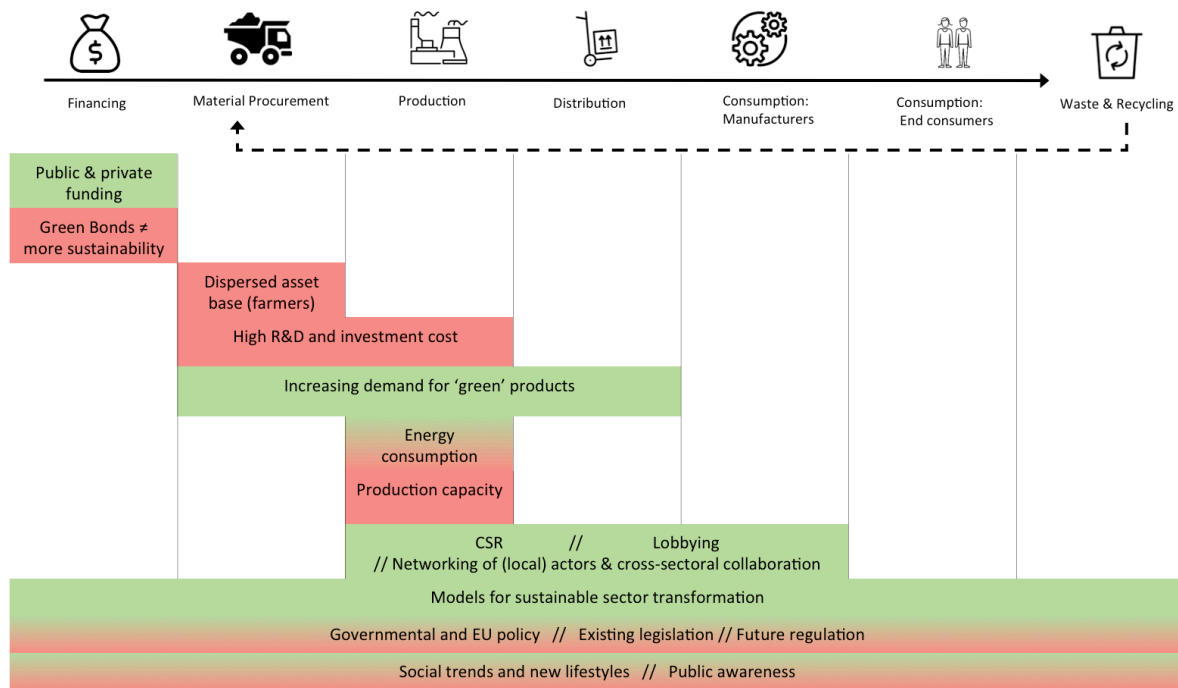 $
Financing
Material Procurement
Production
Distribution
Consumption:
Manufacturers
Consumption:
End consumers
Waste & Recycling
Public & private
funding
Green Bonds ≠
more sustainability
Dispersed asset
base (farmers)
High R&D and investment cost
Increasing demand for ‘green’ products
Energy
consumption
Production capacity
CSR // Lobbying
// Networking of (local) actors & cross-sectoral collaboration
Models for sustainable sector transformation
Governmental and EU policy // Existing legislation // Future regulation
Social trends and new lifestyles // Public awareness